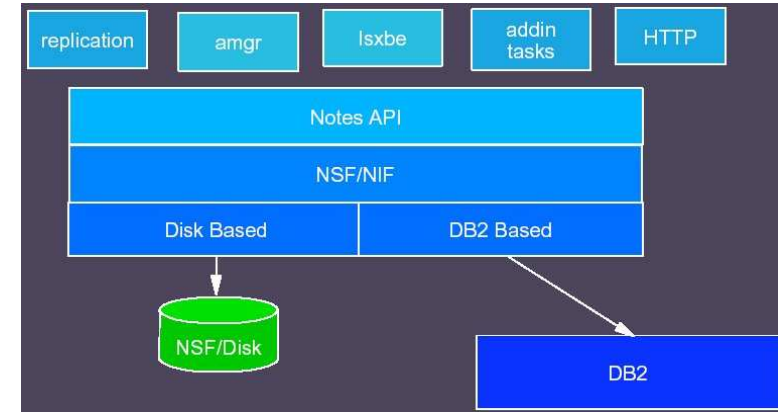 replication
amgr
lsxbe
addin
tasks
HTTP
Notes API
NSF/NIF
Disk Based
DB2 Based
NSF/Disk
DB2